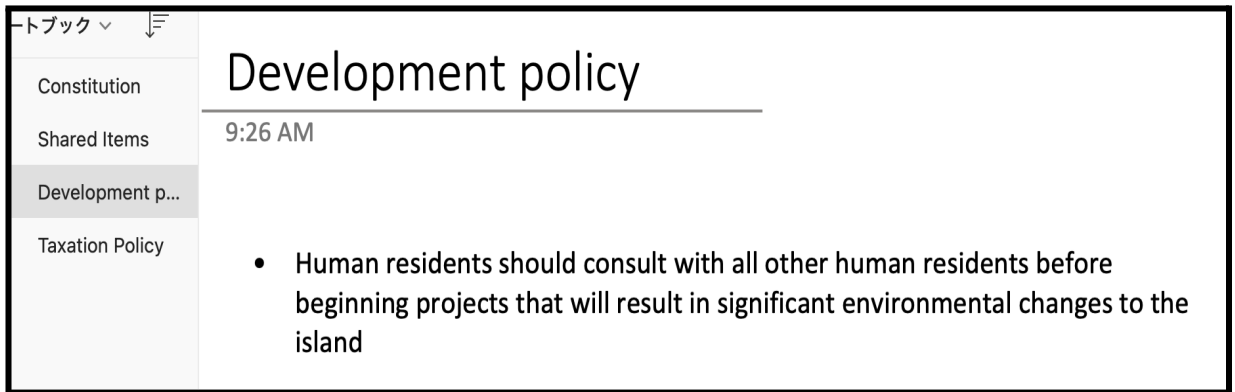 ートブック
Constitution
Shared Items
Development p...
Taxation Policy
Development policy
9:26 AM
• Human residents should consult with all other human residents before
beginning projects that will result in significant environmental changes to the
island